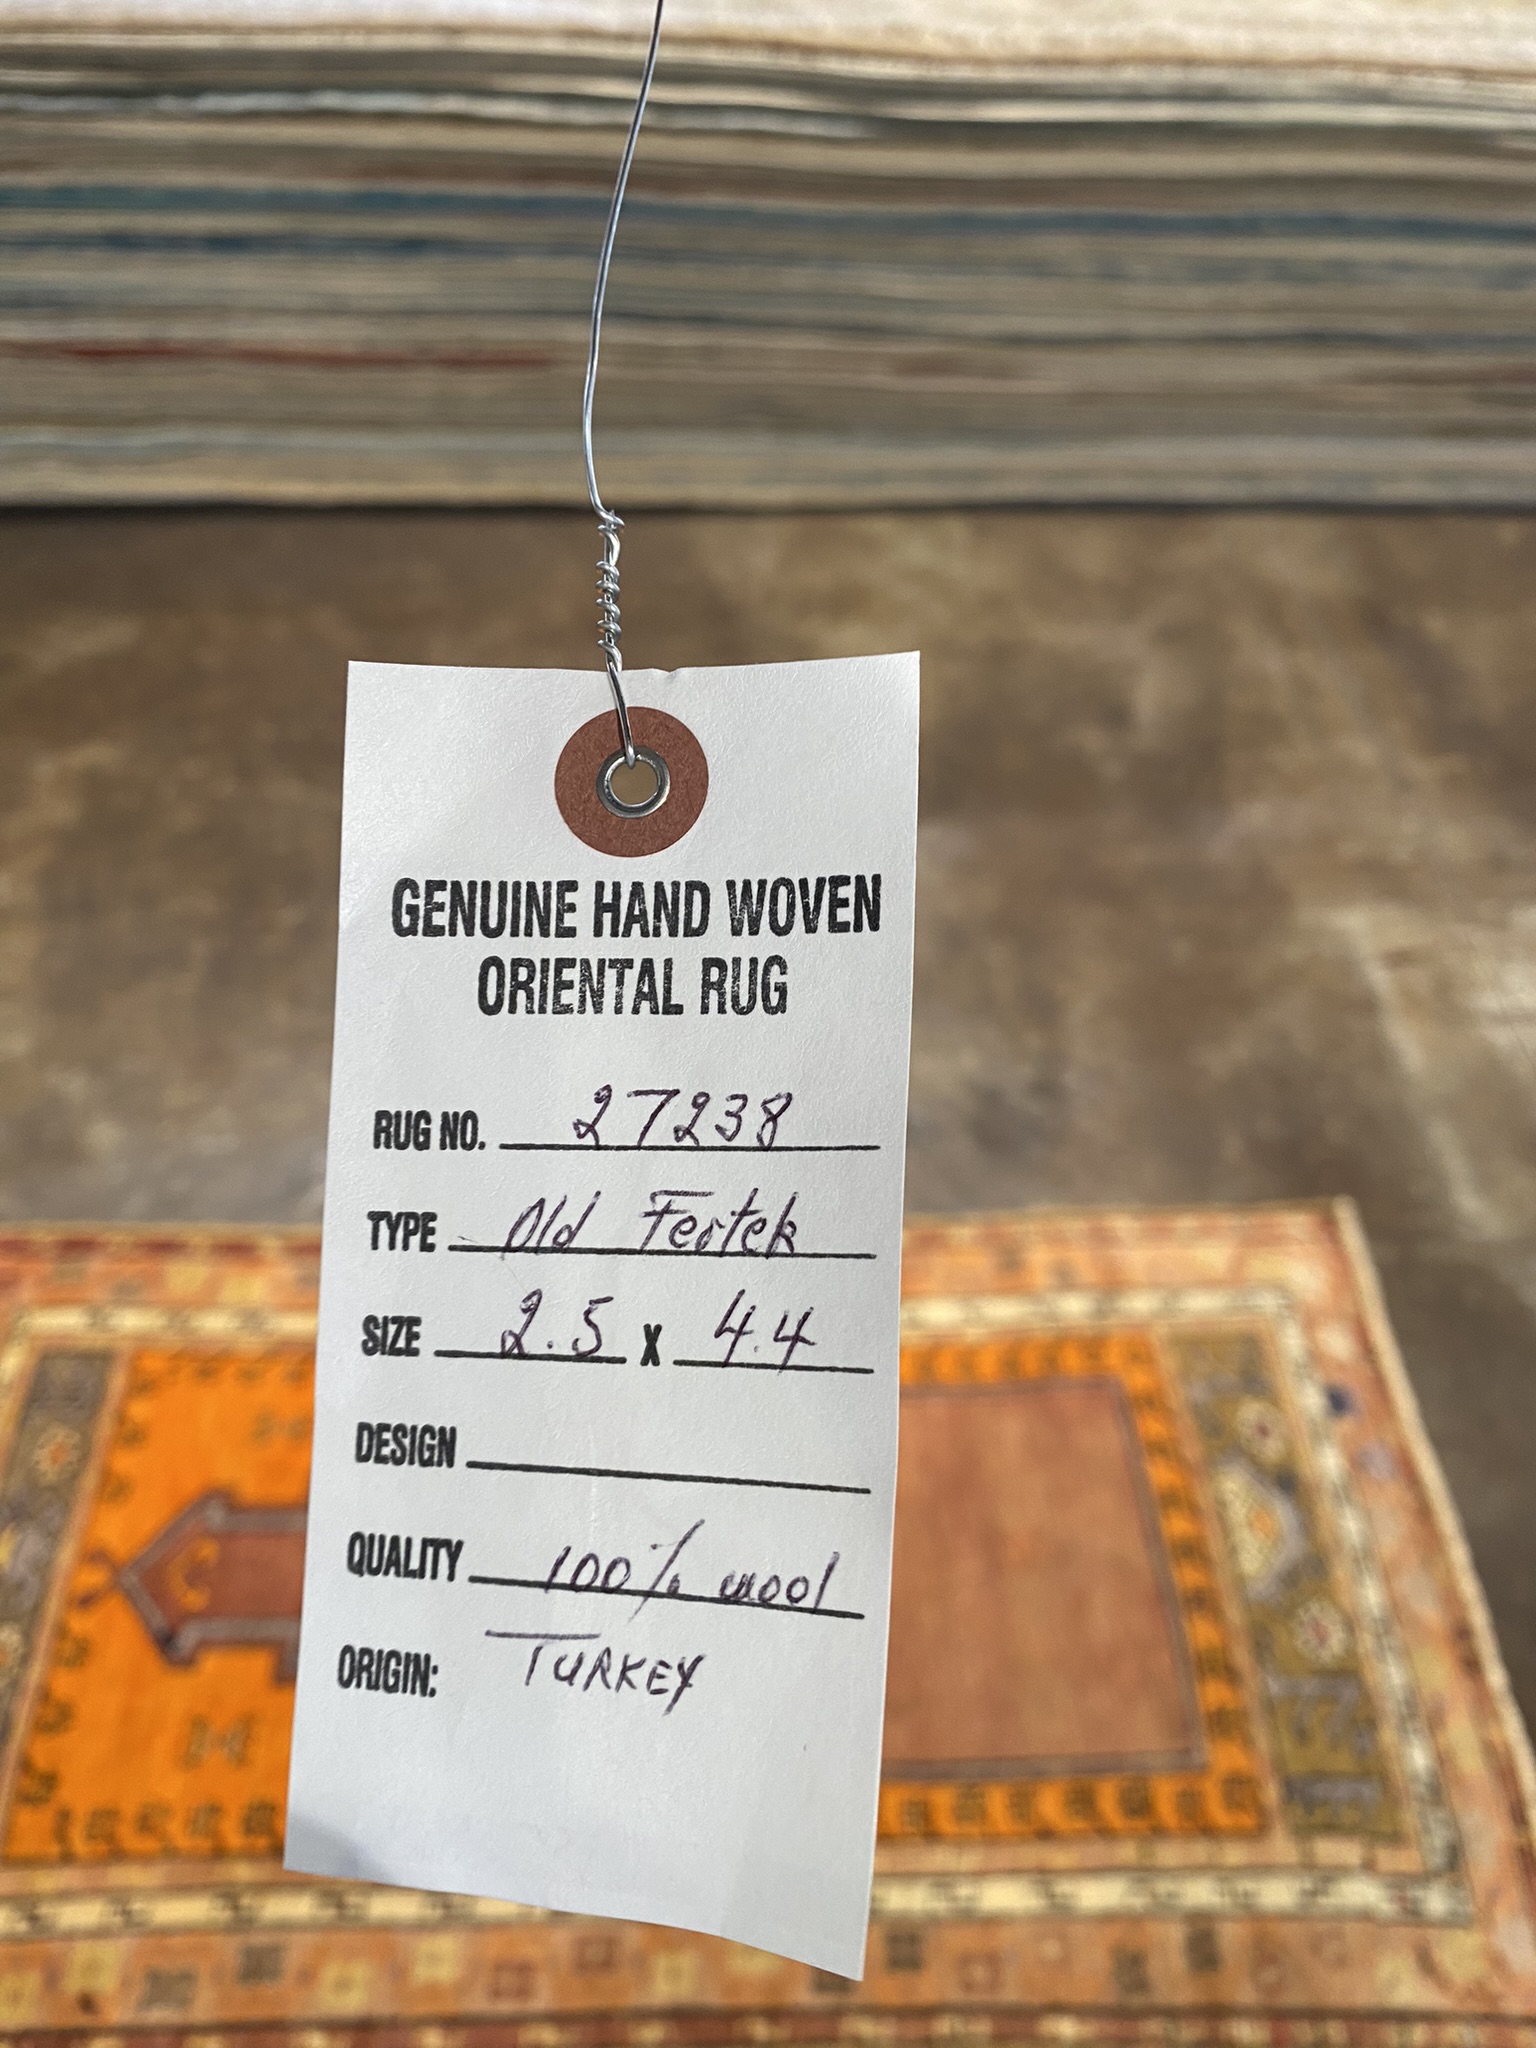 GENUINE HAND WOVEN
ORIENTAL RUG
RUG NO. 27238
TYPE Old Fertek
SIZE 2.5 X 4.4
DESIGN
QUALITY 100% wool
ORIGIN: TURKEY